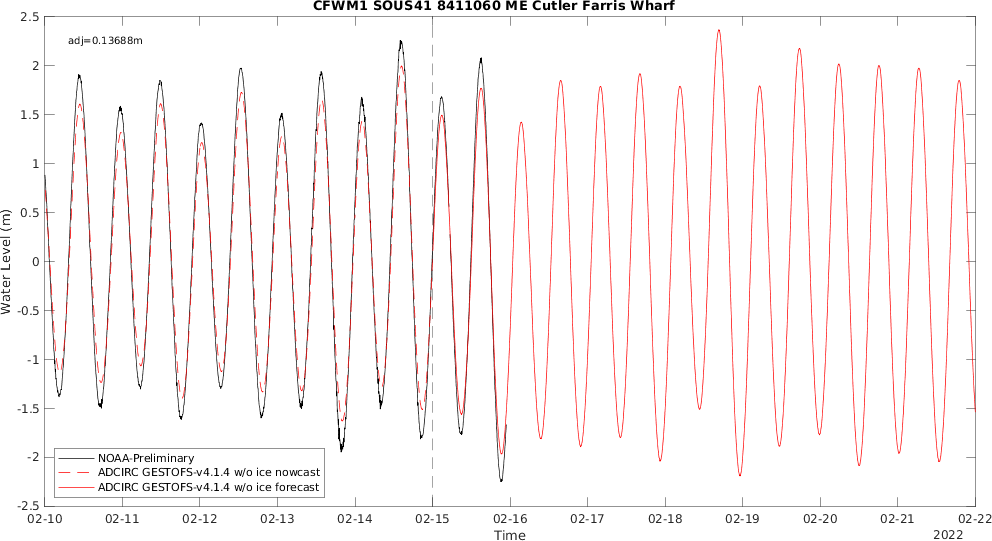 CFWM1 SOUS41 8411060 ME Cutler Farris Wharf
adj=0.13688m
Water Level (m)
2.5
2
1.5
1
0.5
0
-0.5
-1
-1.5
-2
-2.5
NOAA-Preliminary
ADCIRC GESTOFS-v4.1.4 w/o ice nowcast
ADCIRC GESTOFS-v4.1.4 w/o ice forecast
02-10 02-11 02-12 02-13 02-14 02-15 02-16 02-17 02-18 02-19 02-20 02-21 02-22
Time
2022